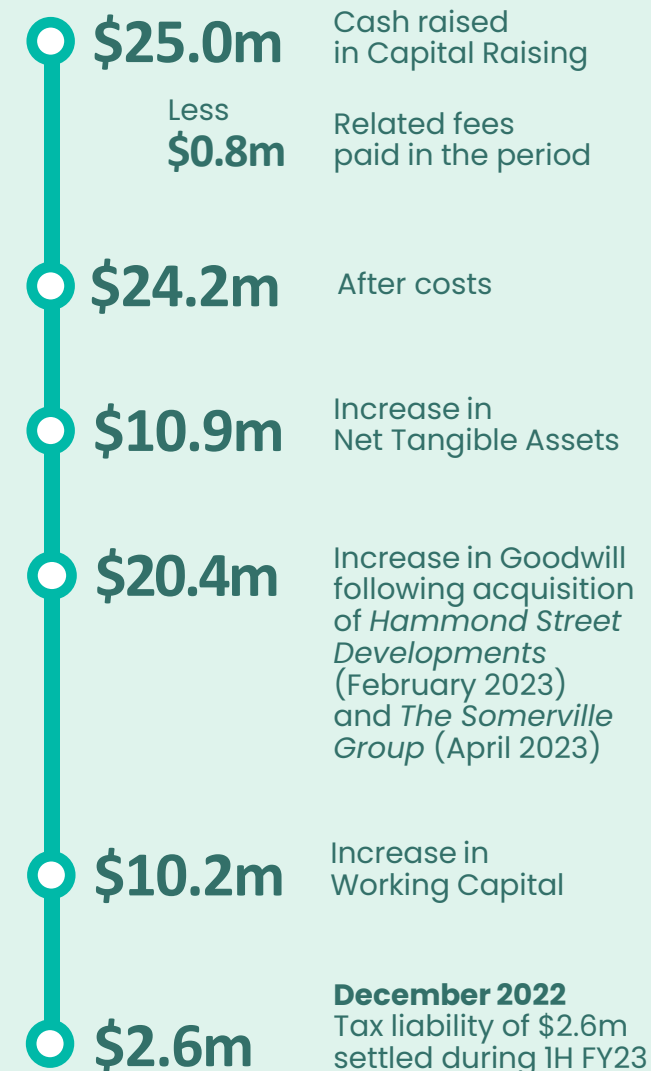 $25.0m
Cash raised
in Capital Raising
Less
$0.8m
Related fees
paid in the period
$24.2m
After costs
$10.9m
Increase in
Net Tangible Assets
$20.4m
Increase in Goodwill
following acquisition
of Hammond Street
Developments
(February 2023)
and The Somerville
Group (April 2023)
$10.2m
Increase in
Working Capital
$2.6m
December 2022
Tax liability of $2.6m
settled during 1H FY23